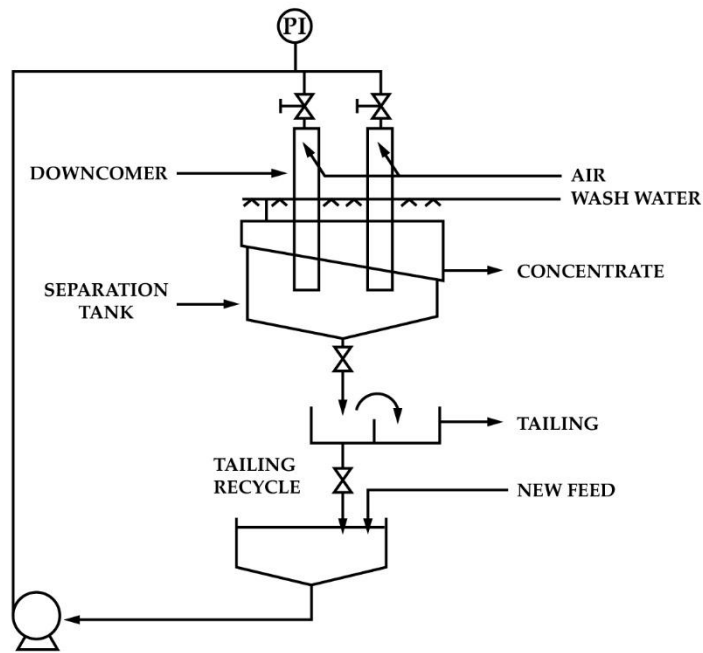 PI
DOWNCOMER
AIR
WASH WATER
CONCENTRATE
SEPARATION
TANK
TAILING
TAILING
RECYCLE
NEW FEED